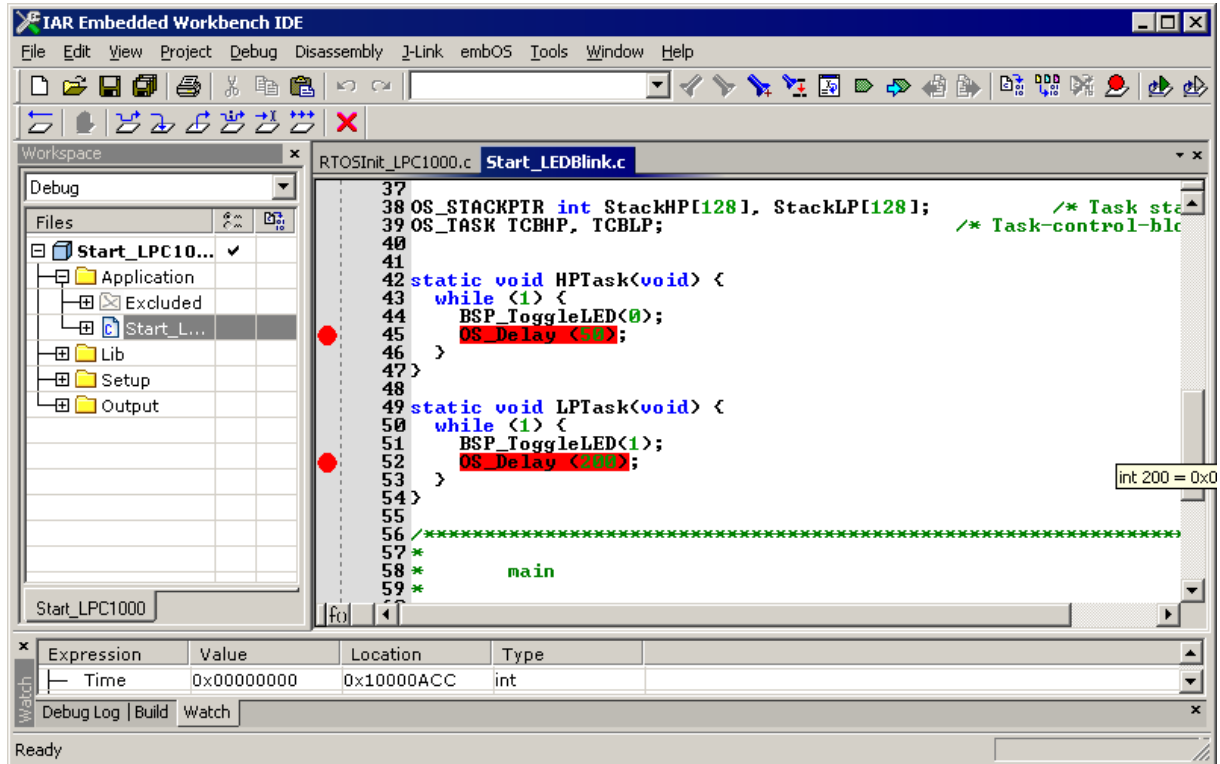 IAR Embedded Workbench IDE
File Edit View Project Debug Disassembly J-Link embOS Tools Window Help
Workspace
Debug
Files
Start_LPC10...
Application
Excluded
Start_L...
Lib
Setup
Output
Start_LPC1000
RTOSInit_LPC1000.c Start_LEDBlink.c
37
38 OS_STACKPTR int StackHP[128], StackLP[128]; /* Task sta
39 OS_TASK TCBHP, TCBLP; /* Task-control-blo
40
41
42 static void HPTask(void) {
43 while (1) {
44 BSP_ToggleLED(0);
45 OS_Delay (50);
46 }
47 }
48
49 static void LPTask(void) {
50 while (1) {
51 BSP_ToggleLED(1);
52 OS_Delay (200);
53 }
54 }
55
56 /**********************************************************************
57 *
58 * main
59 *
int 200 = 0x0
Expression Value Location Type
Time 0x00000000 0x10000ACC int
Watch
Debug Log Build Watch
Ready